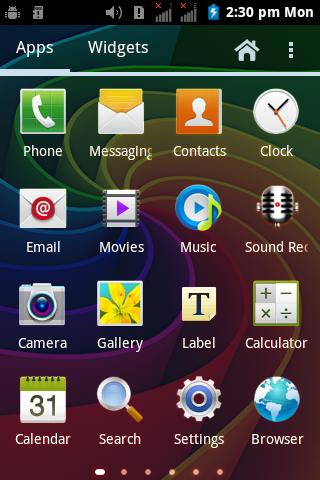 2:30 pm Mon
Apps Widgets
Phone Messaging Contacts Clock
@
Email Movies Music Sound Rec
T
Camera Gallery Label Calculator
31
Calendar Search Settings Browser